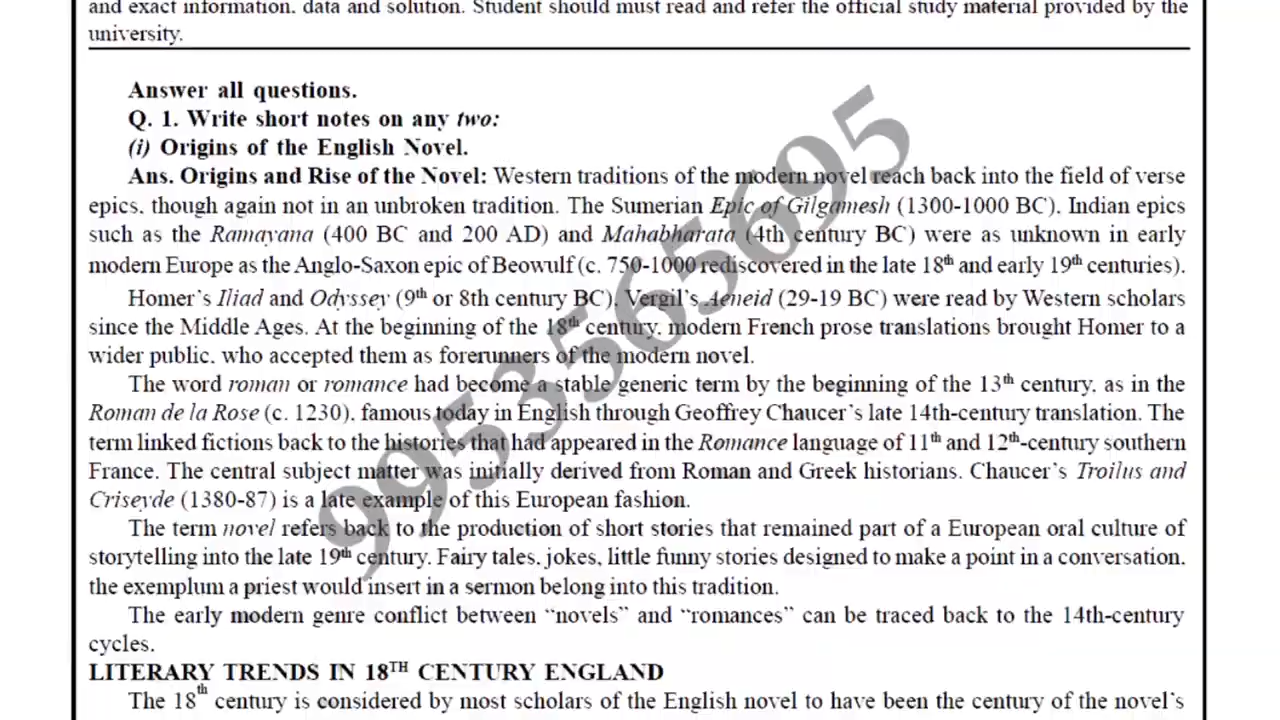 and exact information, data and solution. Student should must read and refer the official study material provided by the
university.
Answer all questions.
Q. 1. Write short notes on any two:
(i) Origins of the English Novel.
Ans. Origins and Rise of the Novel: Western traditions of the modern novel reach back into the field of verse
epics, though again not in an unbroken tradition. The Sumerian Epic of Gilgamesh (1300-1000 BC), Indian epics
such as the Ramayana (400 BC and 200 AD) and Mahabharata (4th century BC) were as unknown in early
modern Europe as the Anglo-Saxon epic of Beowulf (c. 750-1000 rediscovered in the late 18th and early 19th centuries).
Homer's Iliad and Odyssey (9th or 8th century BC), Vergil's Aeneid (29-19 BC) were read by Western scholars
since the Middle Ages. At the beginning of the 18th century, modern French prose translations brought Homer to a
wider public, who accepted them as forerunners of the modern novel.
The word roman or romance had become a stable generic term by the beginning of the 13th century, as in the
Roman de la Rose (c. 1230), famous today in English through Geoffrey Chaucer's late 14th-century translation. The
term linked fictions back to the histories that had appeared in the Romance language of 11th and 12th-century southern
France. The central subject matter was initially derived from Roman and Greek historians. Chaucer's Troilus and
Criseyde (1380-87) is a late example of this European fashion.
The term novel refers back to the production of short stories that remained part of a European oral culture of
storytelling into the late 19th century. Fairy tales, jokes, little funny stories designed to make a point in a conversation,
the exemplum a priest would insert in a sermon belong into this tradition.
The early modern genre conflict between "novels" and "romances" can be traced back to the 14th-century
cycles.
LITERARY TRENDS IN 18TH CENTURY ENGLAND
The 18th century is considered by most scholars of the English novel to have been the century of the novel's
9953565695